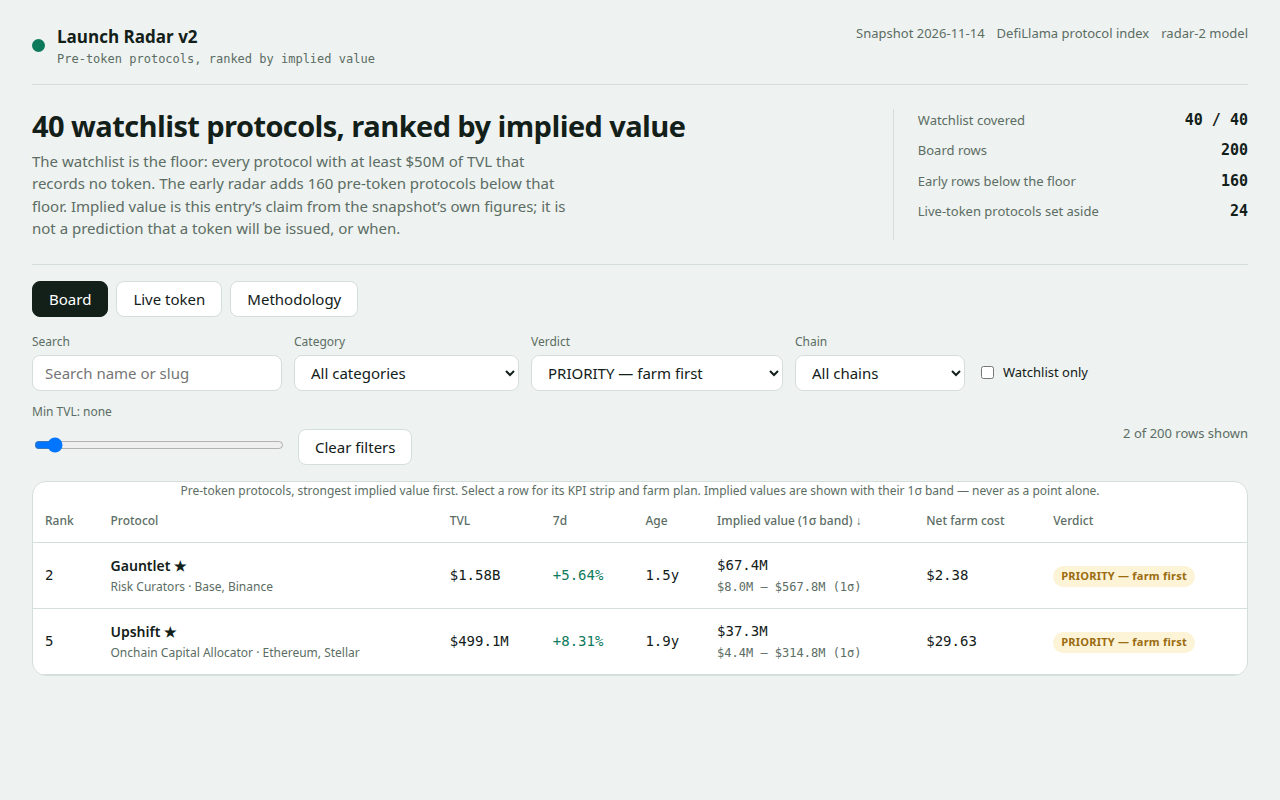 Launch Radar v2
Pre-token protocols, ranked by implied value
Snapshot 2026-11-14 DefiLlama protocol index radar-2 model
40 watchlist protocols, ranked by implied value
The watchlist is the floor: every protocol with at least $50M of TVL that
records no token. The early radar adds 160 pre-token protocols below that
floor. Implied value is this entry’s claim from the snapshot’s own figures; it is
not a prediction that a token will be issued, or when.
Watchlist covered 40 / 40
Board rows 200
Early rows below the floor 160
Live-token protocols set aside 24
Board Live token Methodology
Search Category Verdict Chain
Search name or slug All categories PRIORITY — farm first All chains Watchlist only
Min TVL: none
Clear filters 2 of 200 rows shown
Pre-token protocols, strongest implied value first. Select a row for its KPI strip and farm plan. Implied values are shown with their 1σ band — never as a point alone.
Rank Protocol TVL 7d Age Implied value (1σ band) ↓ Net farm cost Verdict
2 Gauntlet ★ $1.58B +5.64% 1.5y $67.4M $2.38 PRIORITY — farm first
Risk Curators · Base, Binance $8.0M – $567.8M (1σ)
5 Upshift ★ $499.1M +8.31% 1.9y $37.3M $29.63 PRIORITY — farm first
Onchain Capital Allocator · Ethereum, Stellar $4.4M – $314.8M (1σ)